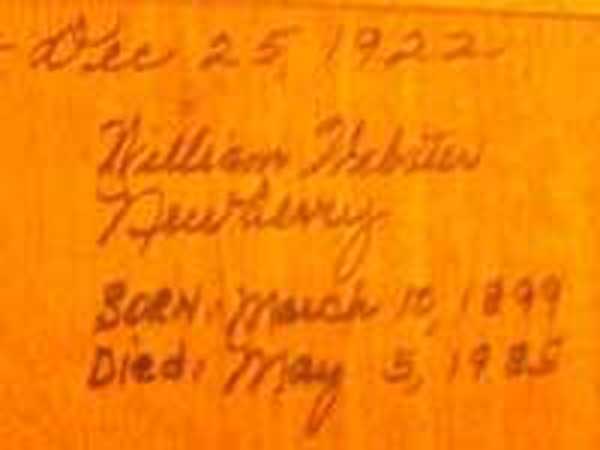 - Dec 25, 1922
William Webster
Newberry
BORN: March 10, 1899
Died: May 5, 1985